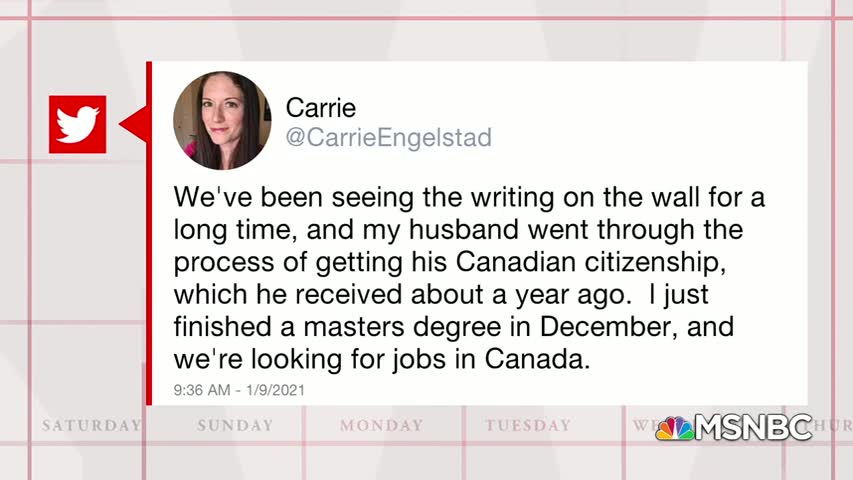 Carrie
@CarrieEngelstad
We've been seeing the writing on the wall for a
long time, and my husband went through the
process of getting his Canadian citizenship,
which he received about a year ago.  I just
finished a masters degree in December, and
we're looking for jobs in Canada.
9:36 AM - 1/9/2021
SATURDAY SUNDAY MONDAY TUESDAY WE HUR
MSNBC